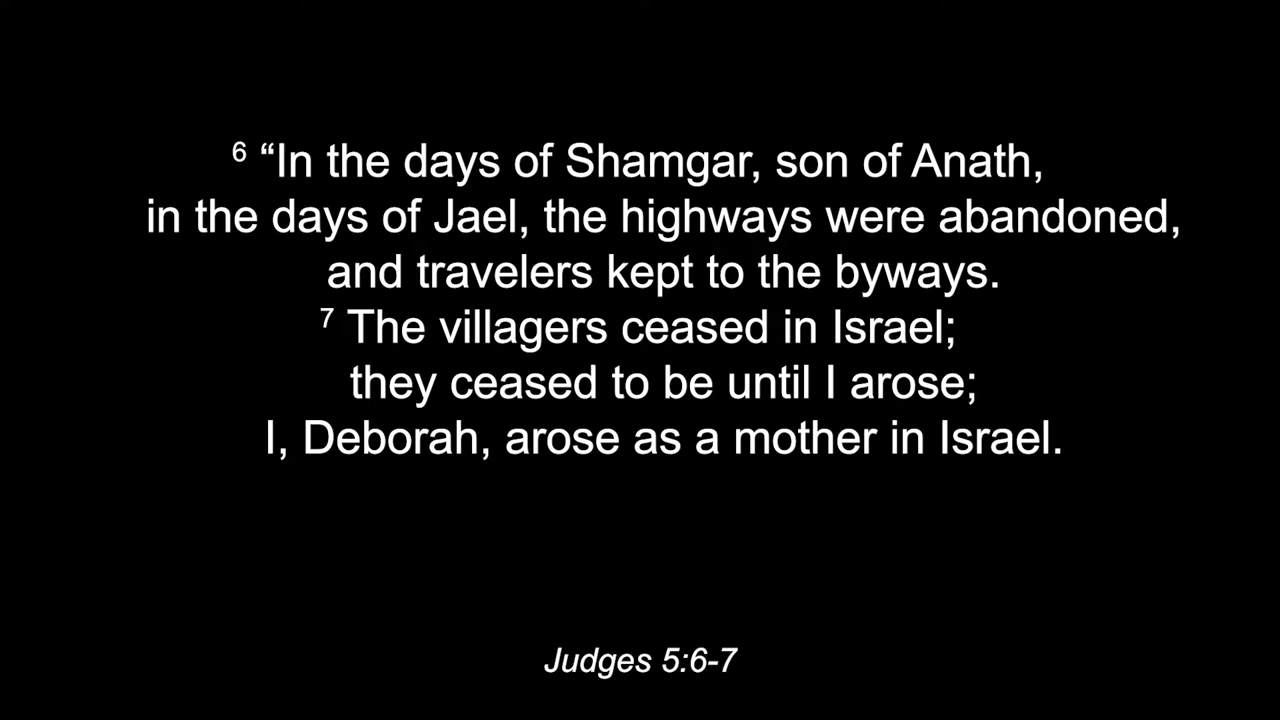 6 “In the days of Shamgar, son of Anath,
in the days of Jael, the highways were abandoned,
and travelers kept to the byways.
7 The villagers ceased in Israel;
they ceased to be until I arose;
I, Deborah, arose as a mother in Israel.
Judges 5:6-7